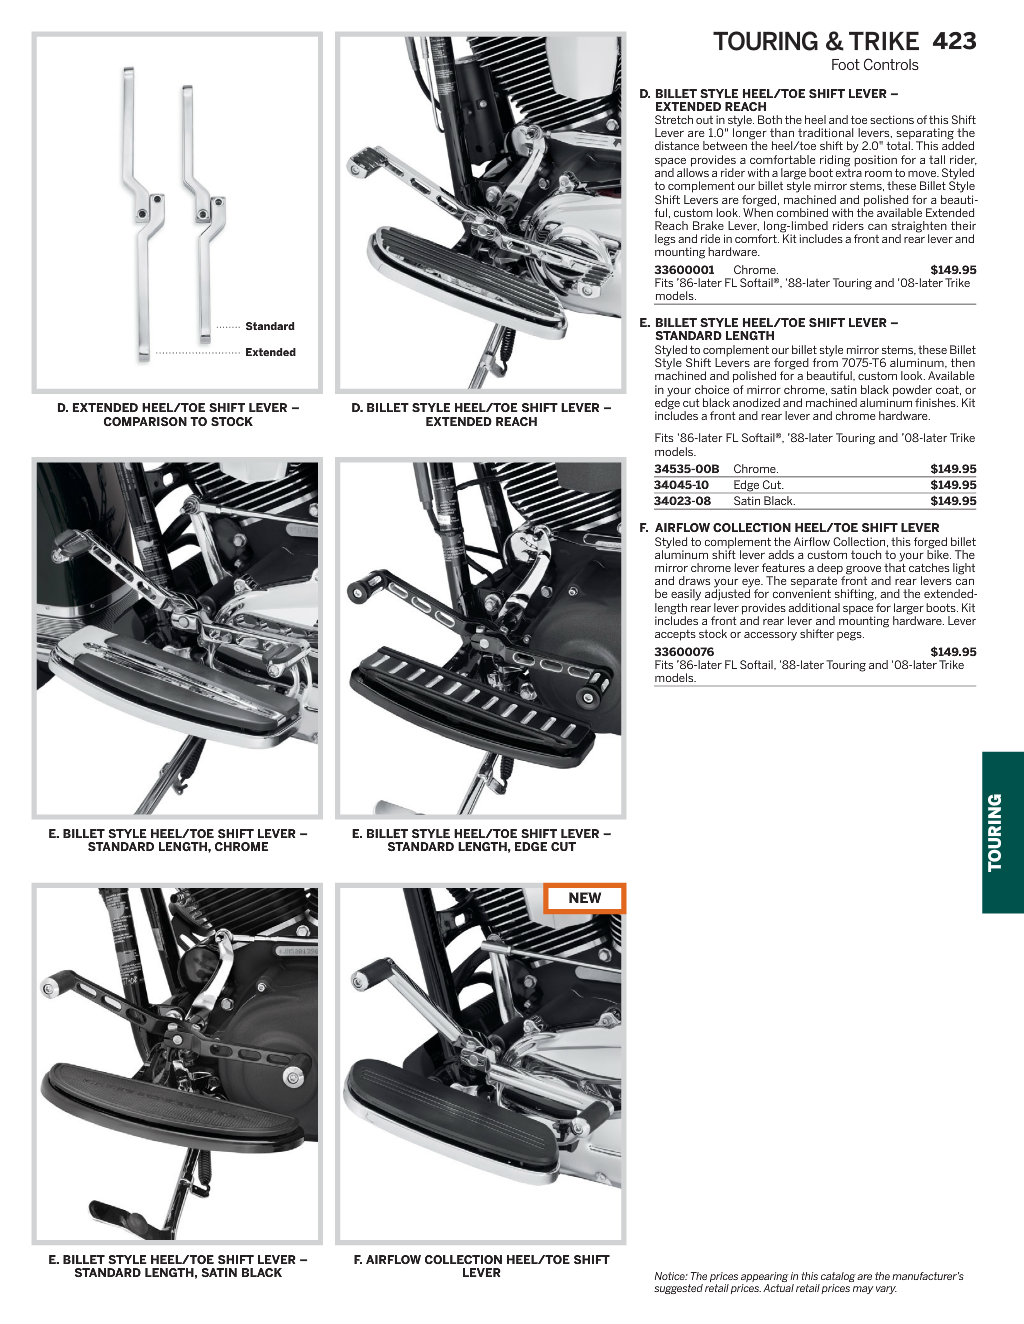 TOURING & TRIKE 423
Foot Controls
Standard
Extended
D. EXTENDED HEEL/TOE SHIFT LEVER –
COMPARISON TO STOCK
D. BILLET STYLE HEEL/TOE SHIFT LEVER –
EXTENDED REACH
E. BILLET STYLE HEEL/TOE SHIFT LEVER –
STANDARD LENGTH, CHROME
E. BILLET STYLE HEEL/TOE SHIFT LEVER –
STANDARD LENGTH, EDGE CUT
NEW
E. BILLET STYLE HEEL/TOE SHIFT LEVER –
STANDARD LENGTH, SATIN BLACK
F. AIRFLOW COLLECTION HEEL/TOE SHIFT
LEVER
D. BILLET STYLE HEEL/TOE SHIFT LEVER –
EXTENDED REACH
Stretch out in style. Both the heel and toe sections of this Shift
Lever are 1.0" longer than traditional levers, separating the
distance between the heel/toe shift by 2.0" total. This added
space provides a comfortable riding position for a tall rider,
and allows a rider with a large boot extra room to move. Styled
to complement our billet style mirror stems, these Billet Style
Shift Levers are forged, machined and polished for a beauti-
ful, custom look. When combined with the available Extended
Reach Brake Lever, long-limbed riders can straighten their
legs and ride in comfort. Kit includes a front and rear lever and
mounting hardware.
33600001 Chrome. $149.95
Fits '86-later FL Softail®, '88-later Touring and '08-later Trike
models.
E. BILLET STYLE HEEL/TOE SHIFT LEVER –
STANDARD LENGTH
Styled to complement our billet style mirror stems, these Billet
Style Shift Levers are forged from 7075-T6 aluminum, then
machined and polished for a beautiful, custom look. Available
in your choice of mirror chrome, satin black powder coat, or
edge cut black anodized and machined aluminum finishes. Kit
includes a front and rear lever and chrome hardware.
Fits '86-later FL Softail®, '88-later Touring and '08-later Trike
models.
34535-00B Chrome. $149.95
34045-10 Edge Cut. $149.95
34023-08 Satin Black. $149.95
F. AIRFLOW COLLECTION HEEL/TOE SHIFT LEVER
Styled to complement the Airflow Collection, this forged billet
aluminum shift lever adds a custom touch to your bike. The
mirror chrome lever features a deep groove that catches light
and draws your eye. The separate front and rear levers can
be easily adjusted for convenient shifting, and the extended-
length rear lever provides additional space for larger boots. Kit
includes a front and rear lever and mounting hardware. Lever
accepts stock or accessory shifter pegs.
33600076 $149.95
Fits '86-later FL Softail, '88-later Touring and '08-later Trike
models.
TOURING
Notice: The prices appearing in this catalog are the manufacturer's
suggested retail prices. Actual retail prices may vary.